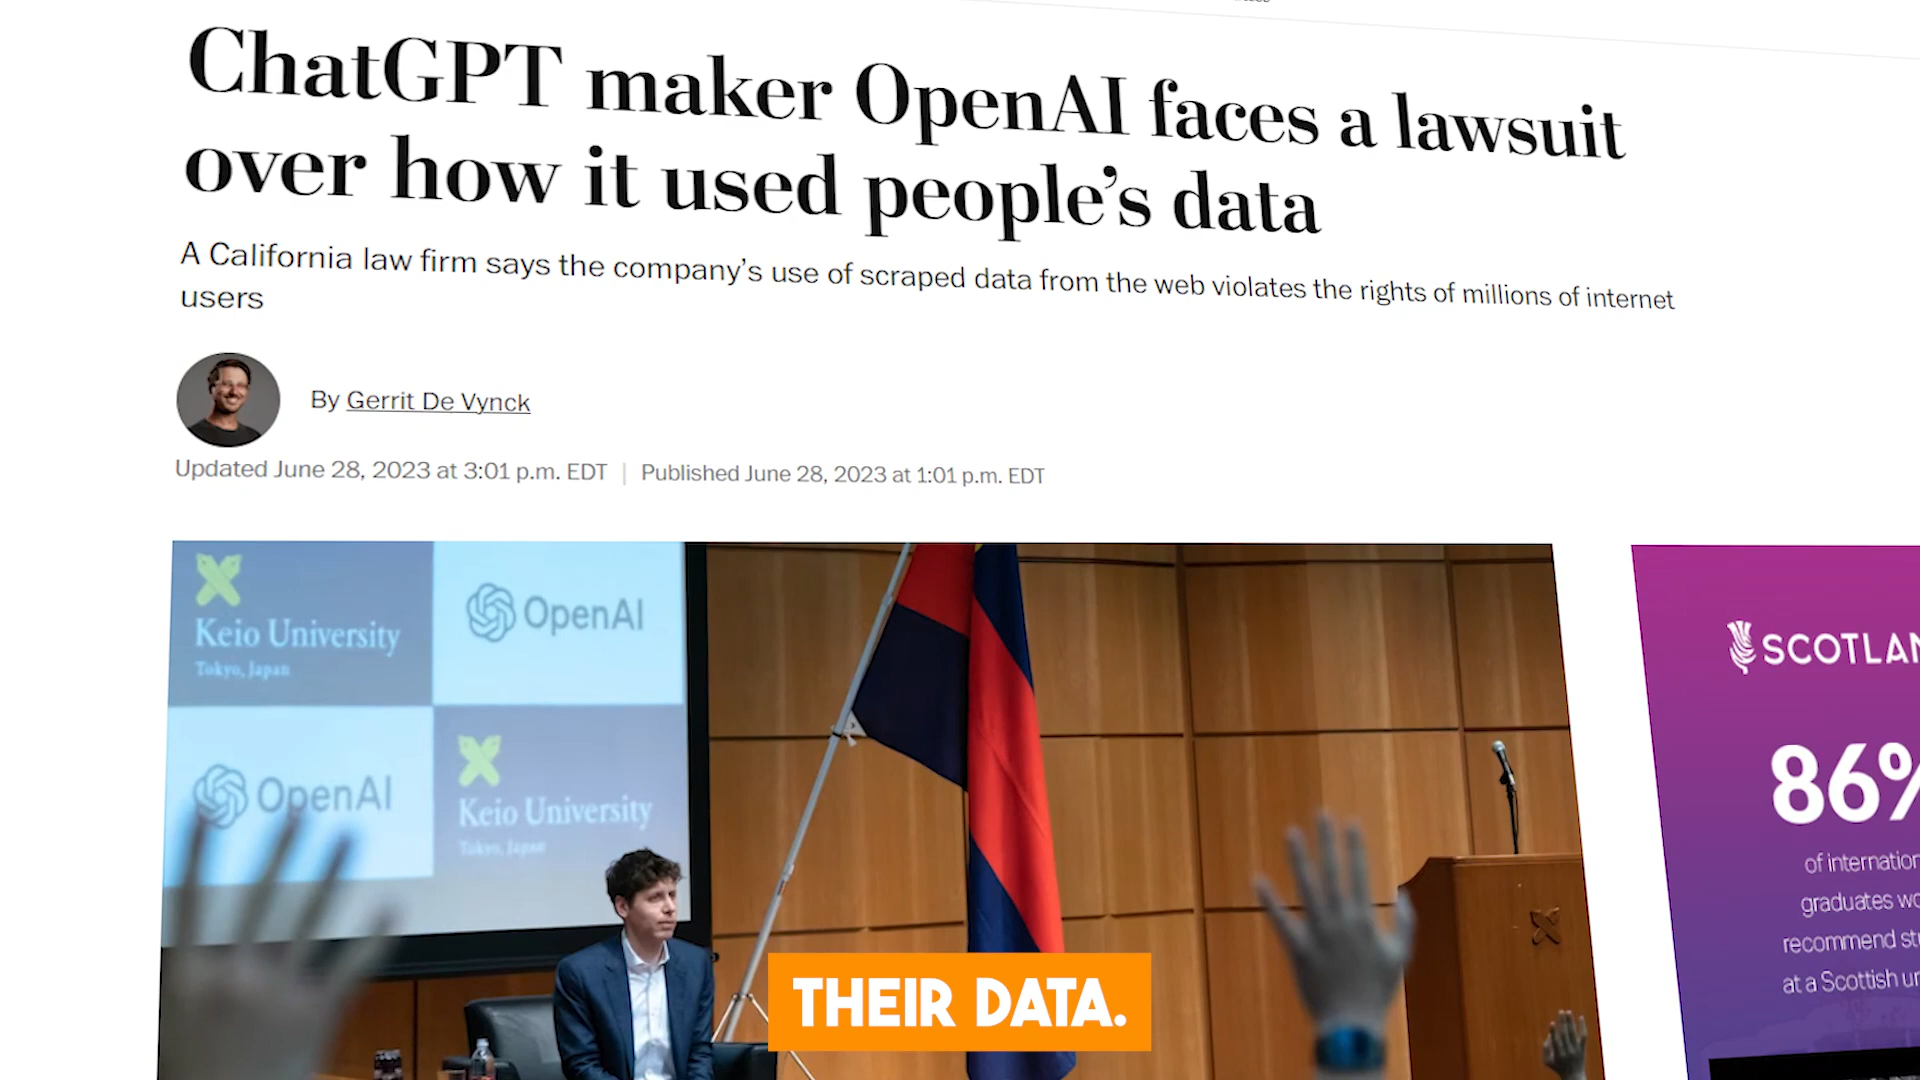 ChatGPT maker OpenAI faces a lawsuit
over how it used people's data
A California law firm says the company's use of scraped data from the web violates the rights of millions of internet
users
By Gerrit De Vynck
Updated June 28, 2023 at 3:01 p.m. EDT | Published June 28, 2023 at 1:01 p.m. EDT
Keio University
Tokyo, Japan
OpenAI
OpenAI
Keio University
Tokyo, Japan
SCOTLAN
86%
of internation
graduates wo
recommend stu
at a Scottish un
THEIR DATA.